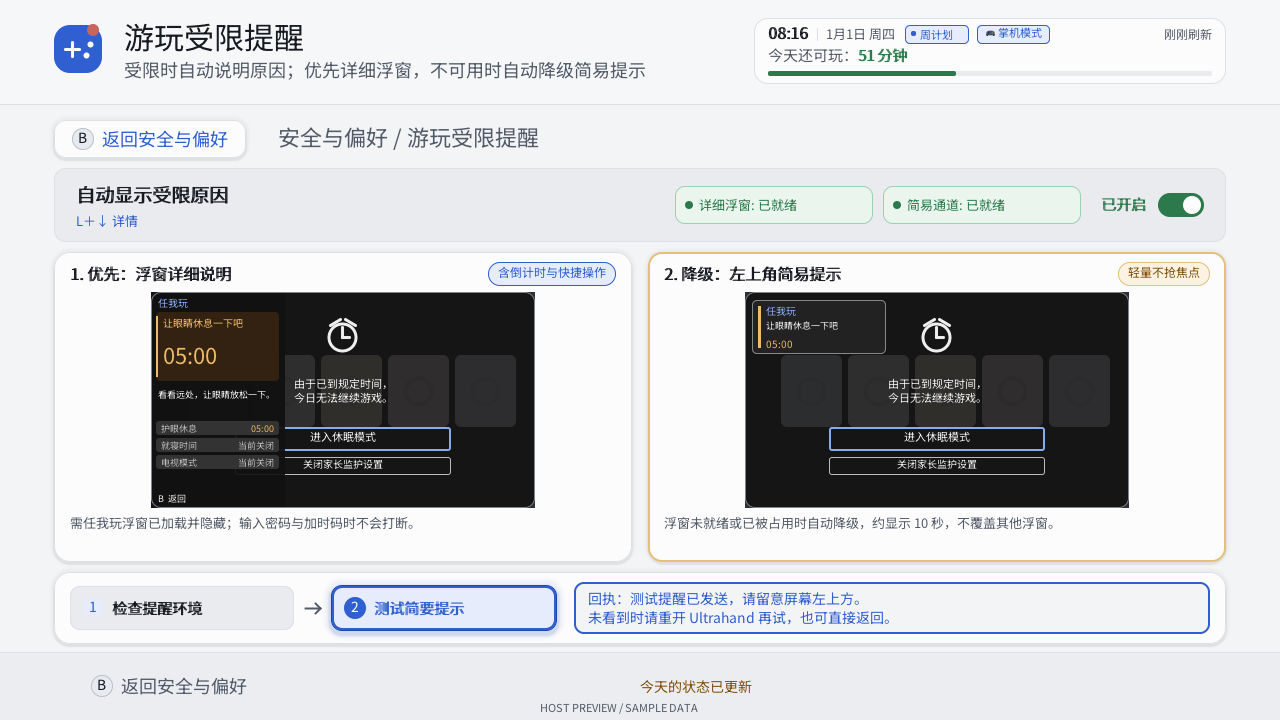 游玩受限提醒
受限时自动说明原因；优先详细浮窗，不可用时自动降级简易提示
08:16 1月1日 周四 周计划 掌机模式 刚刚刷新
今天还可玩：51 分钟
B 返回安全与偏好
安全与偏好 / 游玩受限提醒
自动显示受限原因
L＋↓ 详情
详细浮窗: 已就绪
简易通道: 已就绪
已开启
1. 优先：浮窗详细说明
含倒计时与快捷操作
任我玩
让眼睛休息一下吧
05:00
看看远处，让眼睛放松一下。
护眼休息 05:00
就寝时间 当前关闭
电视模式 当前关闭
B 返回
由于已到规定时间，
今日无法继续游戏。
进入休眠模式
关闭家长监护设置
需任我玩浮窗已加载并隐藏；输入密码与加时码时不会打断。
2. 降级：左上角简易提示
轻量不抢焦点
任我玩
让眼睛休息一下吧
05:00
由于已到规定时间，
今日无法继续游戏。
进入休眠模式
关闭家长监护设置
浮窗未就绪或已被占用时自动降级，约显示 10 秒，不覆盖其他浮窗。
1 检查提醒环境
→
2 测试简要提示
回执：测试提醒已发送，请留意屏幕左上方。
未看到时请重开 Ultrahand 再试，也可直接返回。
B 返回安全与偏好
今天的状态已更新
HOST PREVIEW / SAMPLE DATA